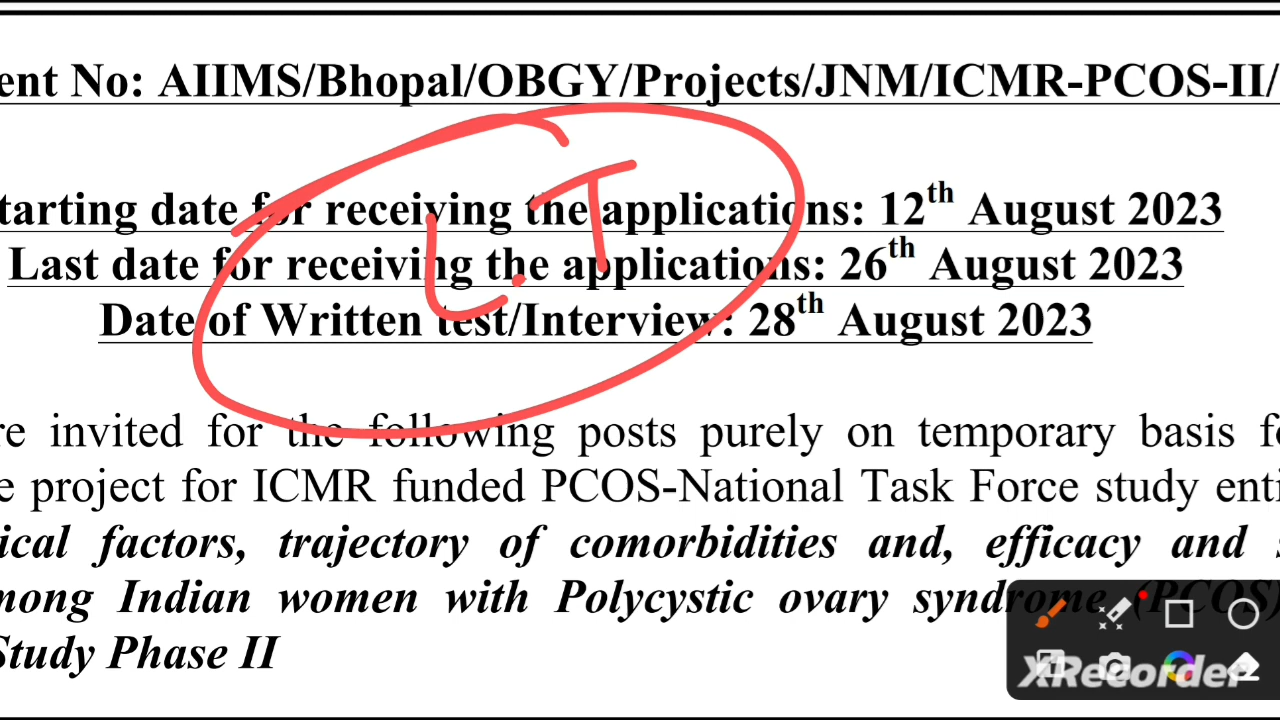 ent No: AIIMS/Bhopal/OBGY/Projects/JNM/ICMR-PCOS-II/
tarting date for receiving the applications: 12th August 2023
Last date for receiving the applications: 26th August 2023
Date of Written test/Interview: 28th August 2023
L.T
re invited for the following posts purely on temporary basis fo
e project for ICMR funded PCOS-National Task Force study enti
ical factors, trajectory of comorbidities and, efficacy and s
mong Indian women with Polycystic ovary syndrome (PCOS)
Study Phase II
XRecorder